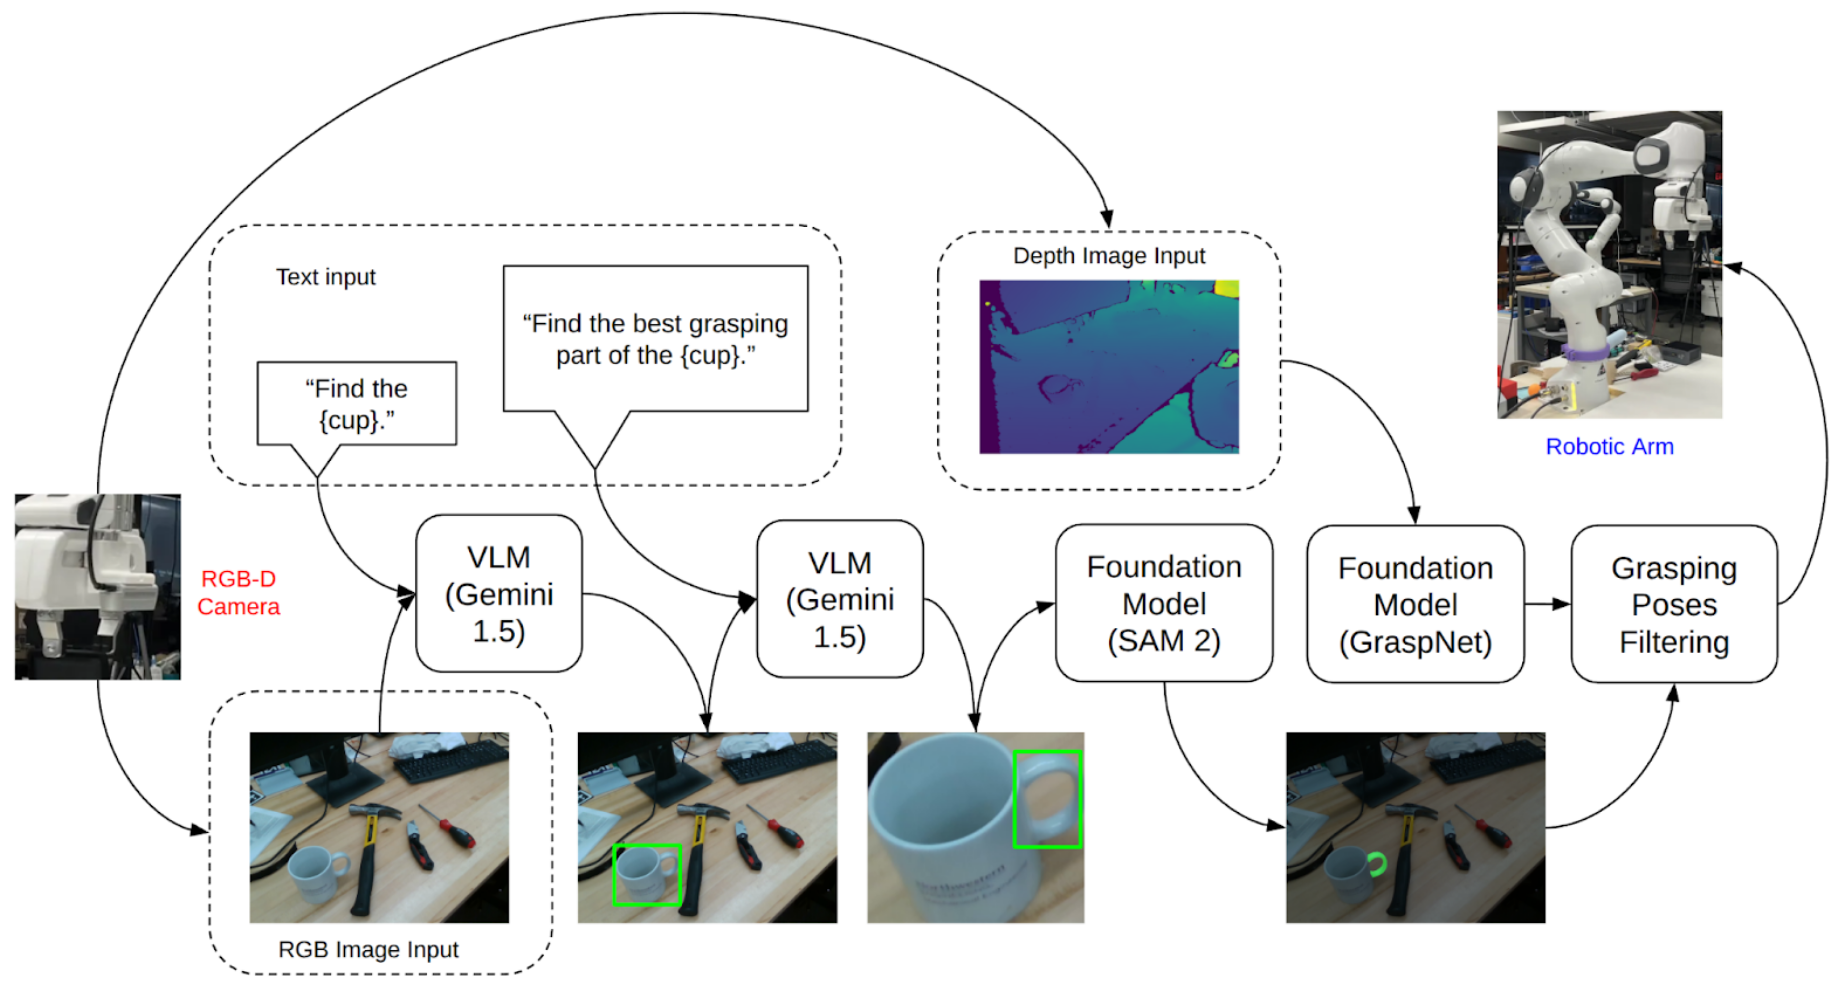 Text input
“Find the
{cup}.”
“Find the best grasping
part of the {cup}.”
Depth Image Input
Robotic Arm
RGB-D
Camera
VLM
(Gemini
1.5)
VLM
(Gemini
1.5)
Foundation
Model
(SAM 2)
Foundation
Model
(GraspNet)
Grasping
Poses
Filtering
RGB Image Input
Northwestern